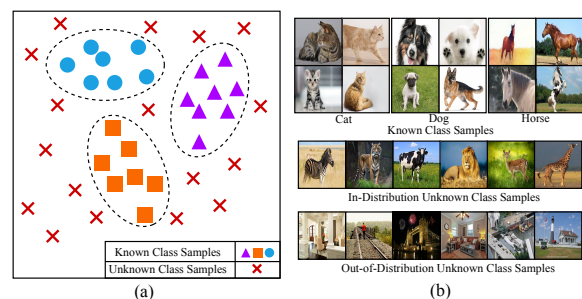 Known Class Samples
Unknown Class Samples
(a)
Cat
Dog
Horse
Known Class Samples
In-Distribution Unknown Class Samples
Out-of-Distribution Unknown Class Samples
(b)